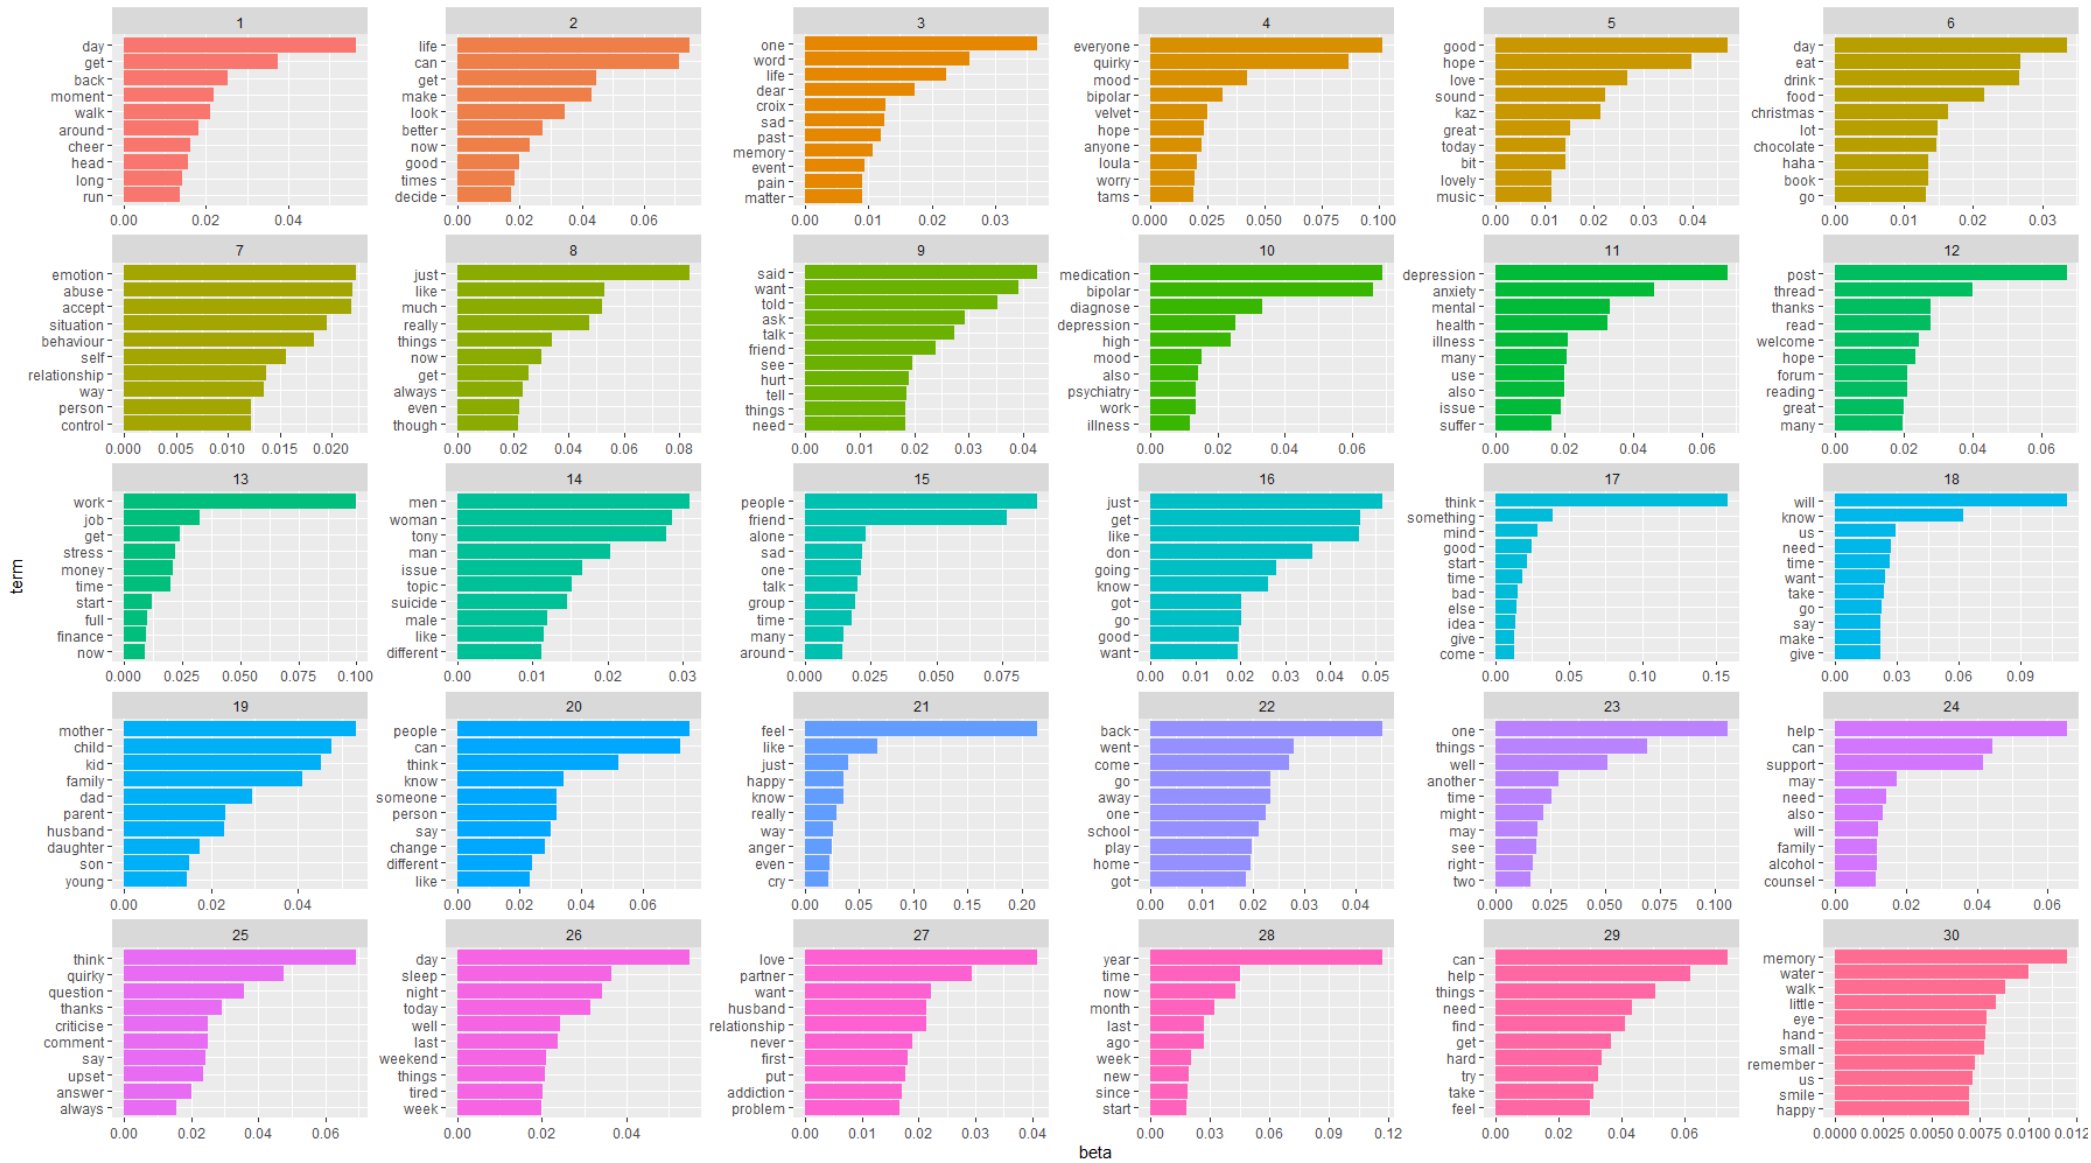 1
day
get
back
moment
walk
around
cheer
head
long
run
0.00 0.02 0.04
2
life
can
get
make
look
better
now
good
times
decide
0.00 0.02 0.04 0.06
3
one
word
life
dear
croix
sad
past
memory
event
pain
matter
0.00 0.01 0.02 0.03
4
everyone
quirky
mood
bipolar
velvet
hope
anyone
loula
worry
tams
0.000 0.025 0.050 0.075 0.100
5
good
hope
love
sound
kaz
great
today
bit
lovely
music
0.00 0.01 0.02 0.03 0.04
6
day
eat
drink
food
christmas
lot
chocolate
haha
book
go
0.00 0.01 0.02 0.03
7
emotion
abuse
accept
situation
behaviour
self
relationship
way
person
control
0.000 0.005 0.010 0.015 0.020
8
just
like
much
really
things
now
get
always
even
though
0.00 0.02 0.04 0.06 0.08
9
said
want
told
ask
talk
friend
see
hurt
tell
things
need
0.00 0.01 0.02 0.03 0.04
10
medication
bipolar
diagnose
depression
high
mood
also
psychiatry
work
illness
0.00 0.02 0.04 0.06
11
depression
anxiety
mental
health
illness
many
use
also
issue
suffer
0.00 0.02 0.04 0.06
12
post
thread
thanks
read
welcome
hope
forum
reading
great
many
0.00 0.02 0.04 0.06
13
work
job
get
stress
money
time
start
full
finance
now
0.000 0.025 0.050 0.075 0.100
14
men
woman
tony
man
issue
topic
suicide
male
like
different
0.00 0.01 0.02 0.03
15
people
friend
alone
sad
one
talk
group
time
many
around
0.000 0.025 0.050 0.075
16
just
get
like
don
going
know
got
go
good
want
0.00 0.01 0.02 0.03 0.04 0.05
17
think
something
mind
good
start
time
bad
else
idea
give
come
0.00 0.05 0.10 0.15
18
will
know
us
need
time
want
take
go
say
make
give
0.00 0.03 0.06 0.09
19
mother
child
kid
family
dad
parent
husband
daughter
son
young
0.00 0.02 0.04
20
people
can
think
know
someone
person
say
change
different
like
0.00 0.02 0.04 0.06
21
feel
like
just
happy
know
really
way
anger
even
cry
0.00 0.05 0.10 0.15 0.20
22
back
went
come
go
away
one
school
play
home
got
0.00 0.01 0.02 0.03 0.04
23
one
things
well
another
time
might
may
see
right
two
0.000 0.025 0.050 0.075 0.100
24
help
can
support
may
need
also
will
family
alcohol
counsel
0.00 0.02 0.04 0.06
25
think
quirky
question
thanks
criticise
comment
say
upset
answer
always
0.00 0.02 0.04 0.06
26
day
sleep
night
today
well
last
weekend
things
tired
week
0.00 0.02 0.04
27
love
partner
want
husband
relationship
never
first
put
addiction
problem
0.00 0.01 0.02 0.03 0.04
28
year
time
now
month
last
ago
week
new
since
start
0.00 0.03 0.06 0.09 0.12
29
can
help
things
need
find
get
hard
try
take
feel
0.00 0.02 0.04 0.06
30
memory
water
walk
little
eye
hand
small
remember
us
smile
happy
0.0000 0.0025 0.0050 0.0075 0.0100 0.012
term
beta